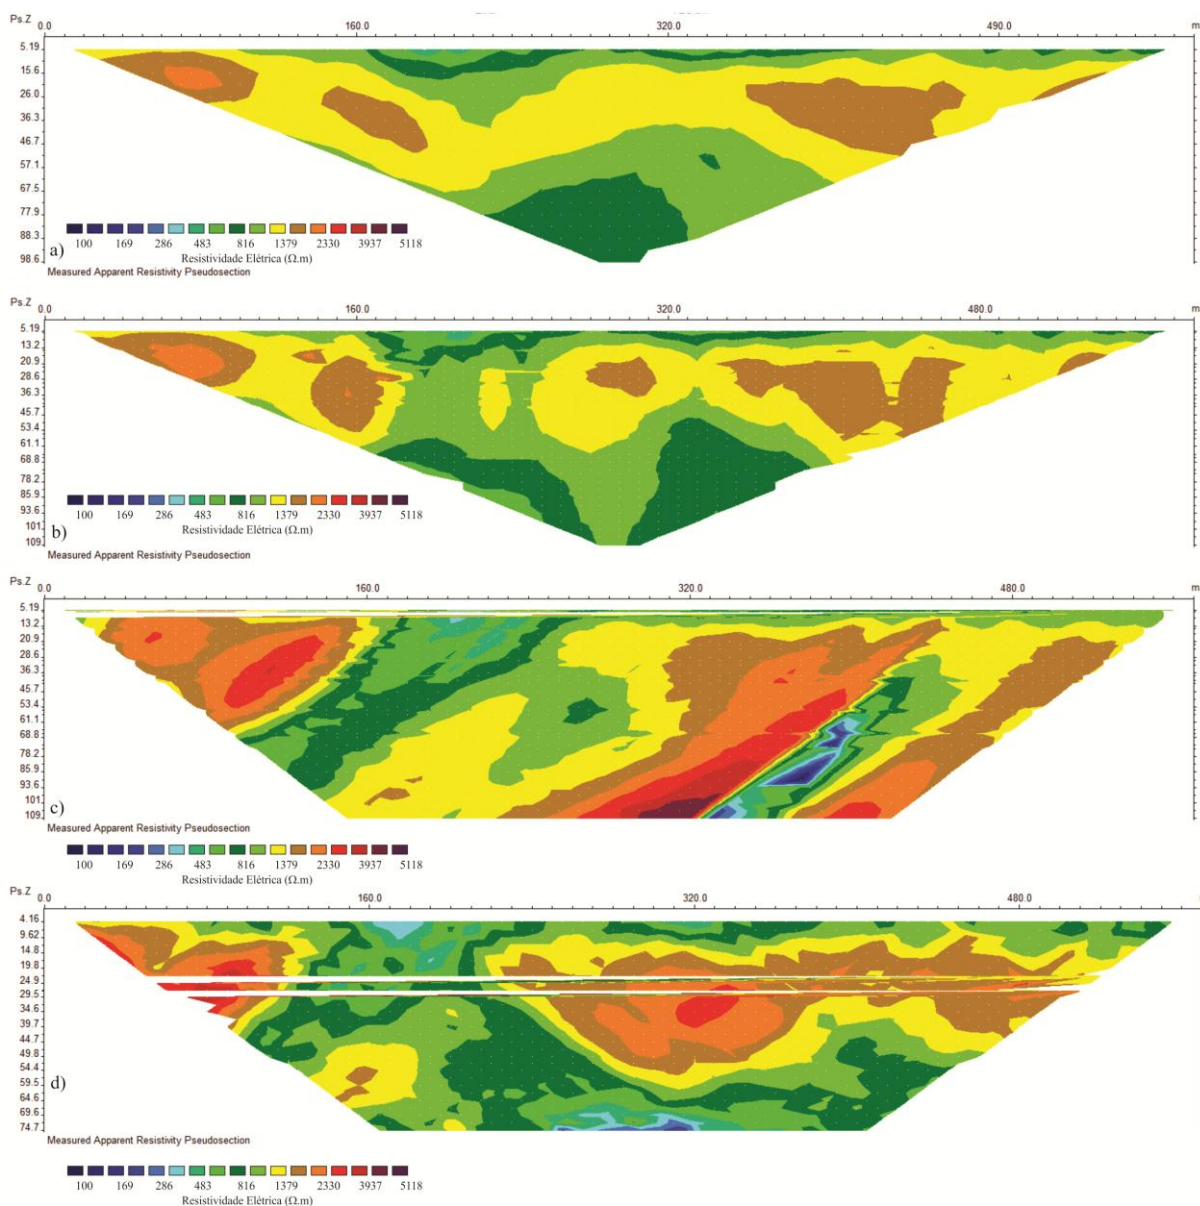 Ps.Z 0.0 160.0 320.0 490.0 m
5.19
15.6
26.0
36.3
46.7
57.1
67.5
77.9
88.3
98.6
100 169 286 483 816 1379 2330 3937 5118
a) Resistividade Elétrica (Ω.m)
Measured Apparent Resistivity Pseudosection
Ps.Z 0.0 160.0 320.0 480.0 m
5.19
13.2
20.9
28.6
36.3
45.7
53.4
61.1
68.8
78.2
85.9
93.6
101.
109.
100 169 286 483 816 1379 2330 3937 5118
b) Resistividade Elétrica (Ω.m)
Measured Apparent Resistivity Pseudosection
Ps.Z 0.0 160.0 320.0 480.0 m
5.19
13.2
20.9
28.6
36.3
45.7
53.4
61.1
68.8
78.2
85.9
93.6
101.
109.
c)
Measured Apparent Resistivity Pseudosection
100 169 286 483 816 1379 2330 3937 5118
Resistividade Elétrica (Ω.m)
Ps.Z 0.0 160.0 320.0 480.0
4.16
9.62
14.8
19.8
24.9
29.5
34.6
39.7
44.7
49.8
54.4
59.5
64.6
69.6
74.7
d)
Measured Apparent Resistivity Pseudosection
100 169 286 483 816 1379 2330 3937 5118
Resistividade Elétrica (Ω.m)